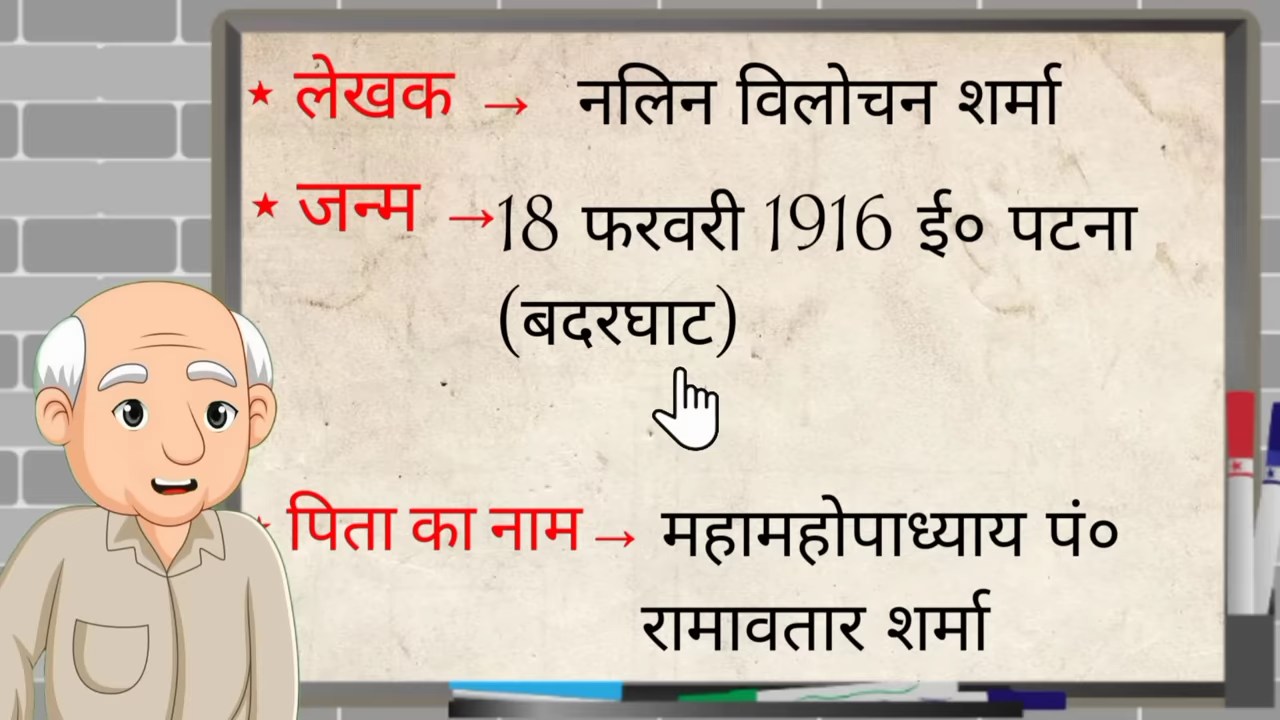 ★ लेखक → नलिन विलोचन शर्मा
★ जन्म →18 फरवरी 1916 ई० पटना
(बदरघाट)
★ पिता का नाम→ महामहोपाध्याय पं०
रामावतार शर्मा